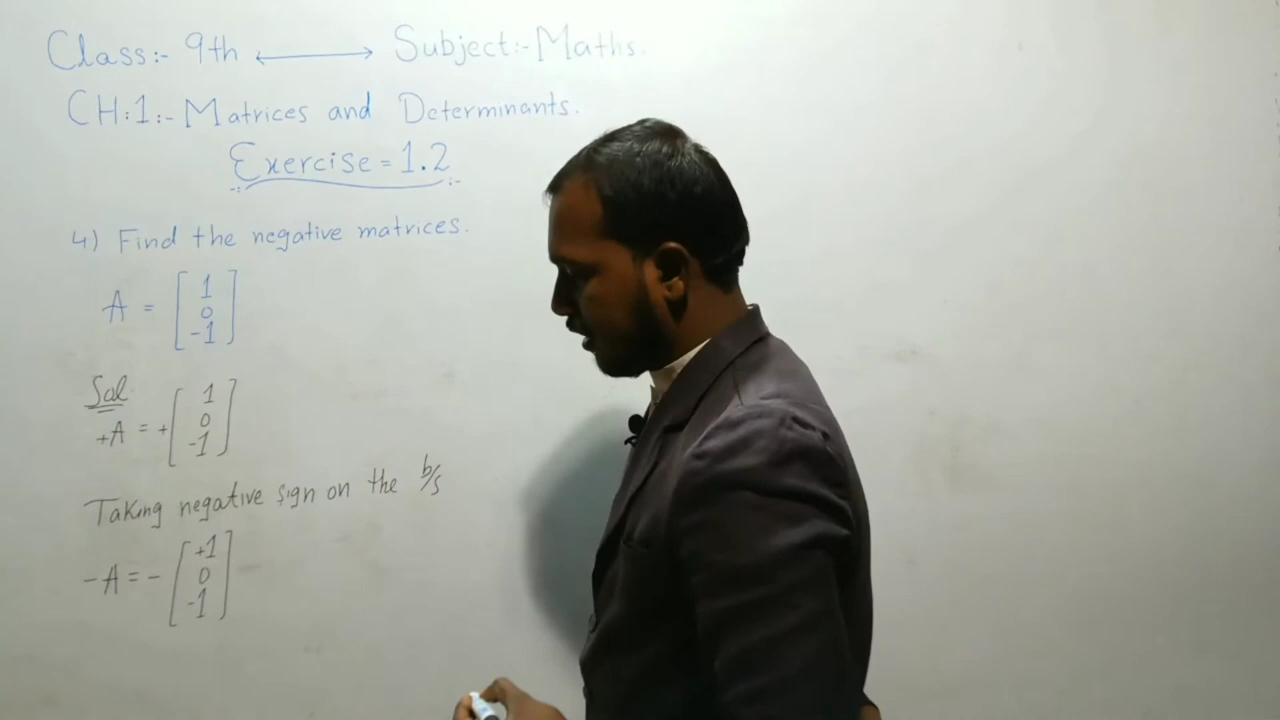 Class:- 9th ⟷ Subject:- Maths.
CH:1:- Matrices and Determinants.
Exercise = 1.2
4) Find the negative matrices.
A = [1
0
-1]
Sol
+A = +[1
0
-1]
Taking negative sign on the b/s
-A = -[+1
0
-1]